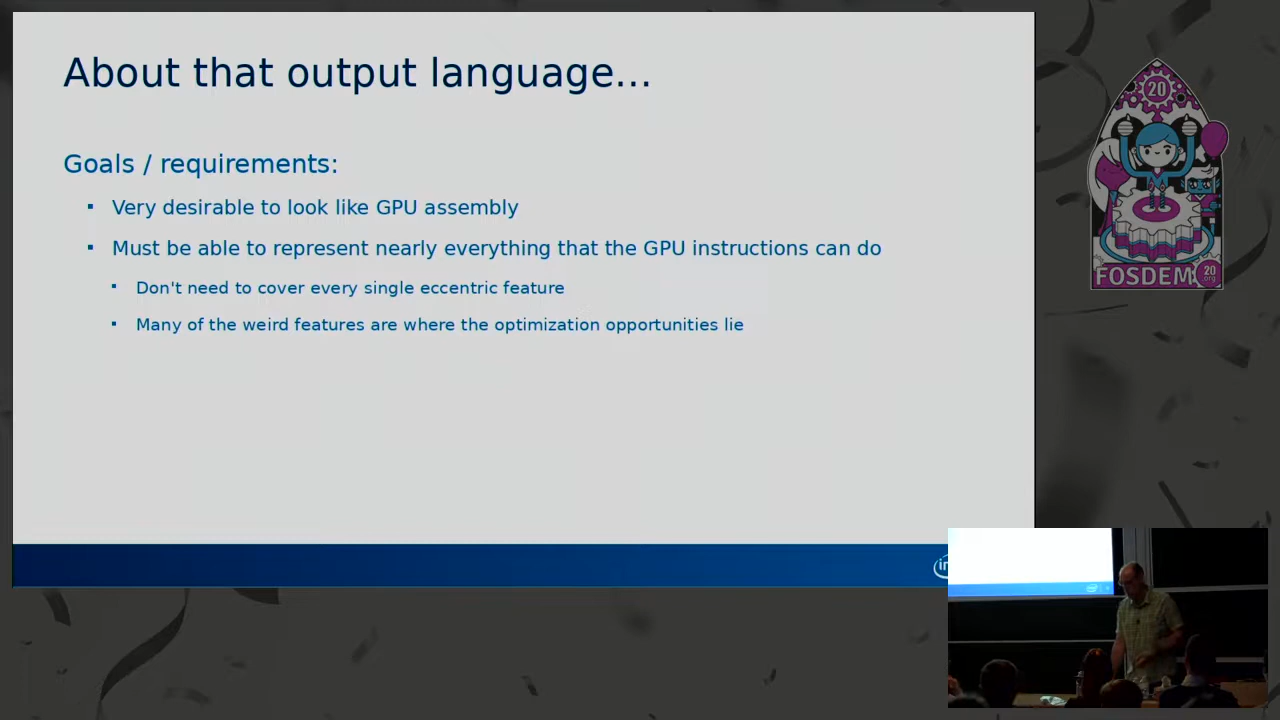 About that output language...
Goals / requirements:
Very desirable to look like GPU assembly
Must be able to represent nearly everything that the GPU instructions can do
Don't need to cover every single eccentric feature
Many of the weird features are where the optimization opportunities lie
20
FOSDEM
20
org